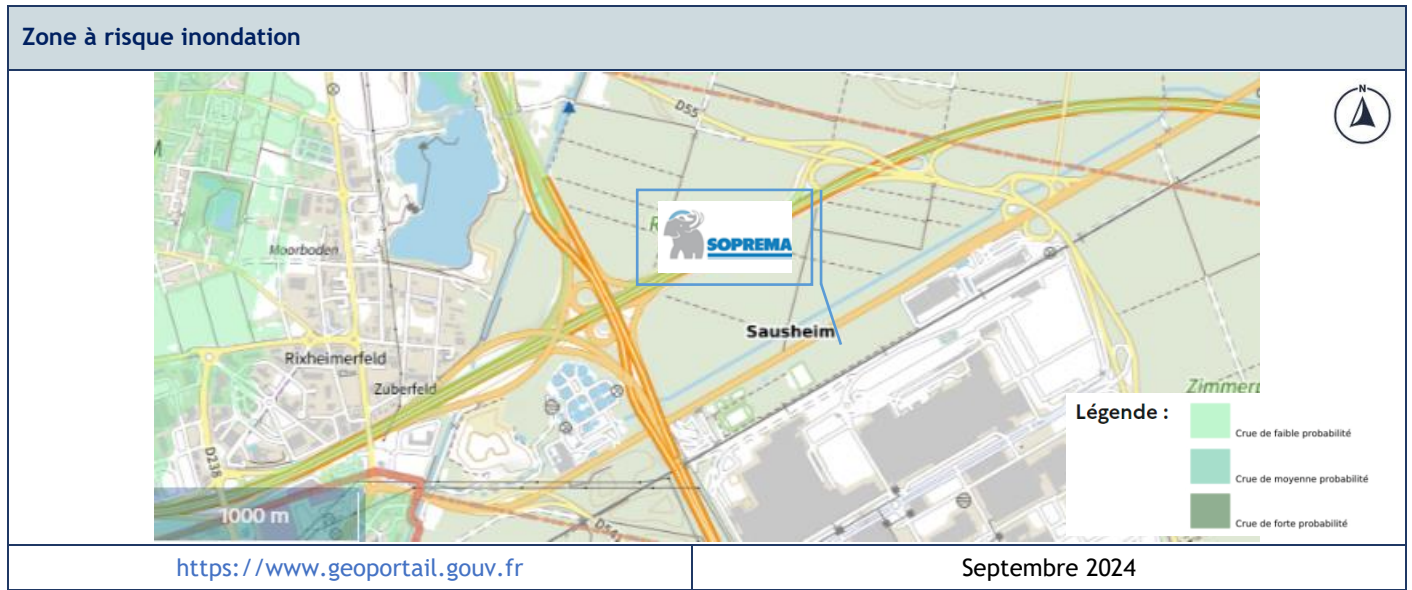 Zone à risque inondation
N
D55
Moorboden
SOPREMA
Sausheim
Rixheimerfeld
Zuberfeld
D238
1000 m
D541
Légende :
Crue de faible probabilité
Crue de moyenne probabilité
Crue de forte probabilité
https://www.geoportail.gouv.fr
Septembre 2024